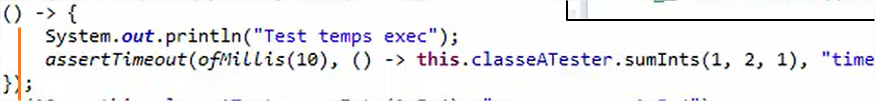 () -> {
System.out.println("Test temps exec");
assertTimeout(ofMillis(10), () -> this.classeATester.sumInts(1, 2, 1), "time
});